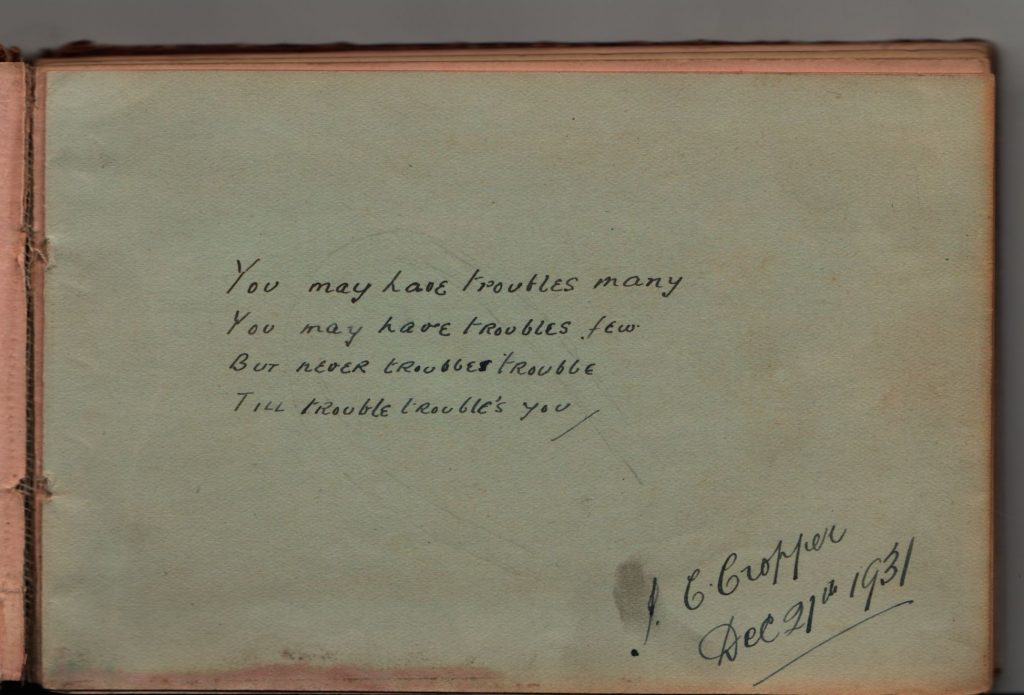 You may have troubles many
You may have troubles few
But never troubles trouble
Till trouble trouble's you
J. C. Cropper
Dec 21th 1931